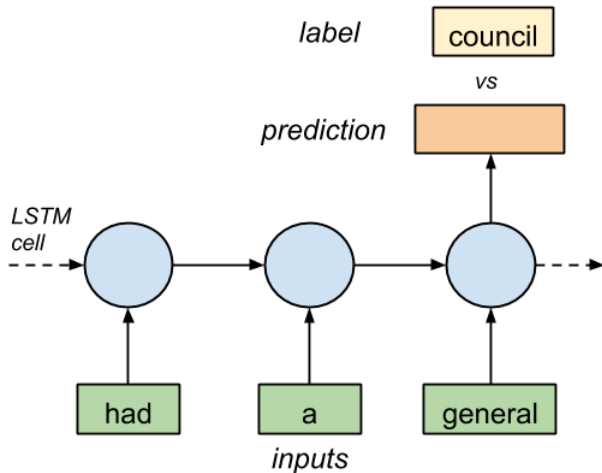 label council
vs
prediction
LSTM
cell
had a general
inputs